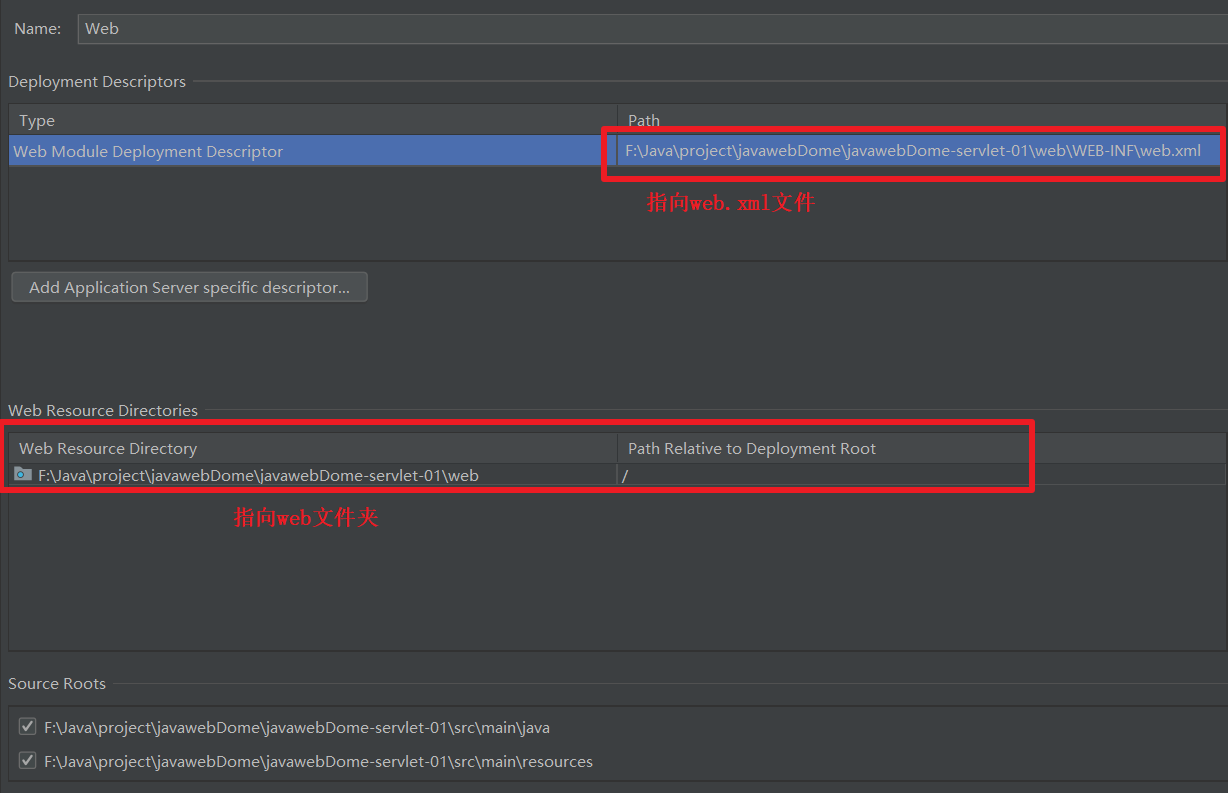 Name: Web
Deployment Descriptors
Type Path
Web Module Deployment Descriptor F:\Java\project\javawebDome\javawebDome-servlet-01\web\WEB-INF\web.xml
指向web.xml文件
Add Application Server specific descriptor...
Web Resource Directories
Web Resource Directory Path Relative to Deployment Root
F:\Java\project\javawebDome\javawebDome-servlet-01\web /
指向web文件夹
Source Roots
F:\Java\project\javawebDome\javawebDome-servlet-01\src\main\java
F:\Java\project\javawebDome\javawebDome-servlet-01\src\main\resources